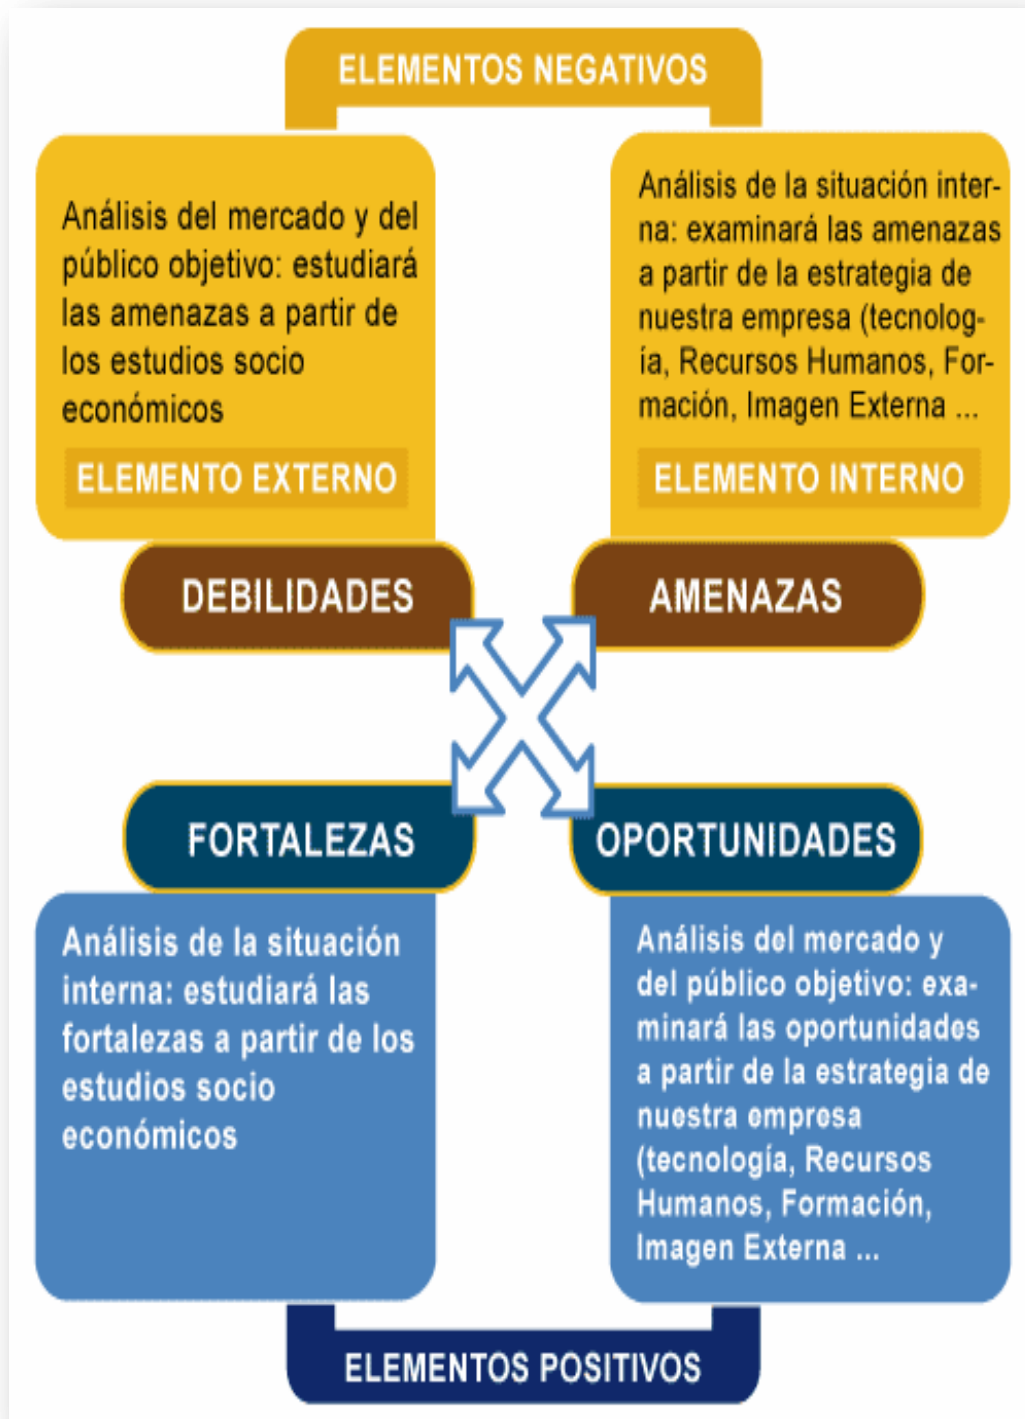 ELEMENTOS NEGATIVOS
Análisis del mercado y del
público objetivo: estudiará
las amenazas a partir de
los estudios socio
económicos
ELEMENTO EXTERNO
DEBILIDADES
Análisis de la situación inter-
na: examinará las amenazas
a partir de la estrategia de
nuestra empresa (tecnolog-
ía, Recursos Humanos, For-
mación, Imagen Externa ...
ELEMENTO INTERNO
AMENAZAS
FORTALEZAS
Análisis de la situación
interna: estudiará las
fortalezas a partir de los
estudios socio
económicos
OPORTUNIDADES
Análisis del mercado y
del público objetivo: exa-
minará las oportunidades
a partir de la estrategia de
nuestra empresa
(tecnología, Recursos
Humanos, Formación,
Imagen Externa ...
ELEMENTOS POSITIVOS